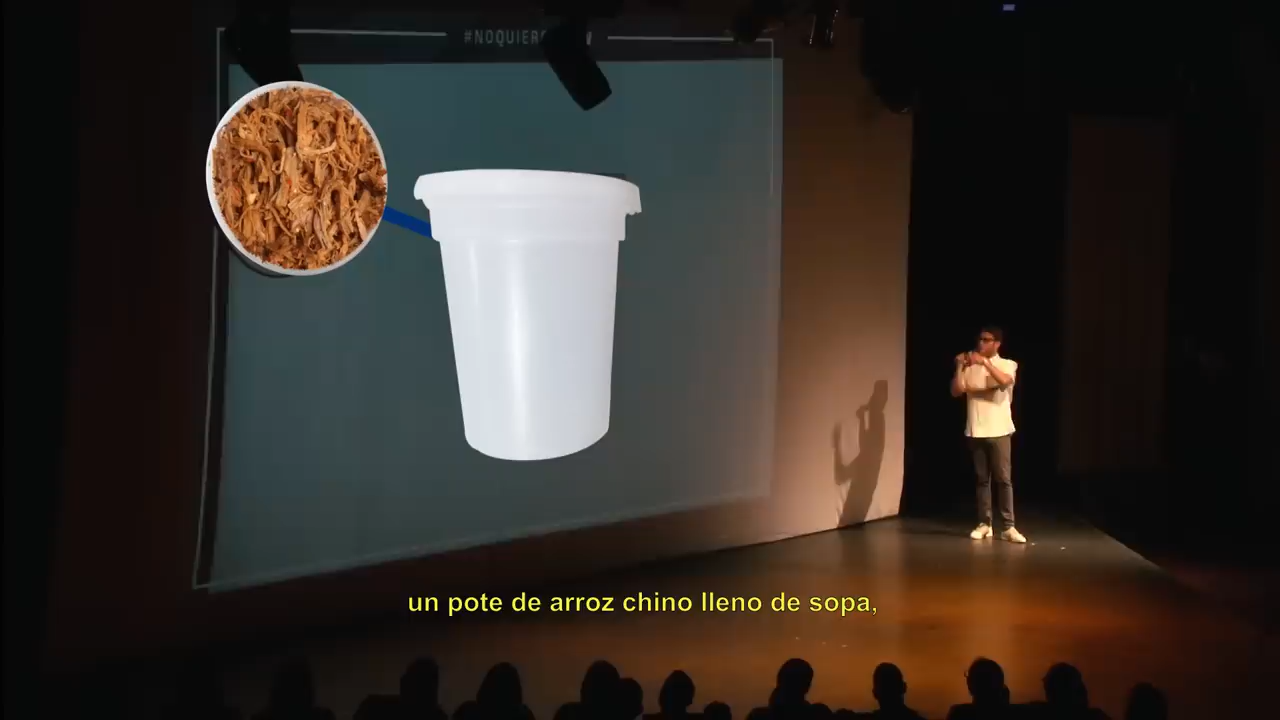 un pote de arroz chino lleno de sopa,